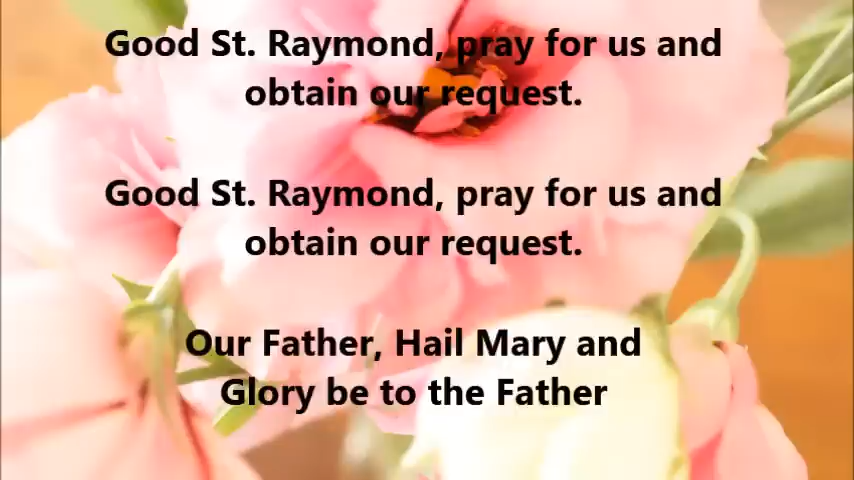 Good St. Raymond, pray for us and
obtain our request.
Good St. Raymond, pray for us and
obtain our request.
Our Father, Hail Mary and
Glory be to the Father